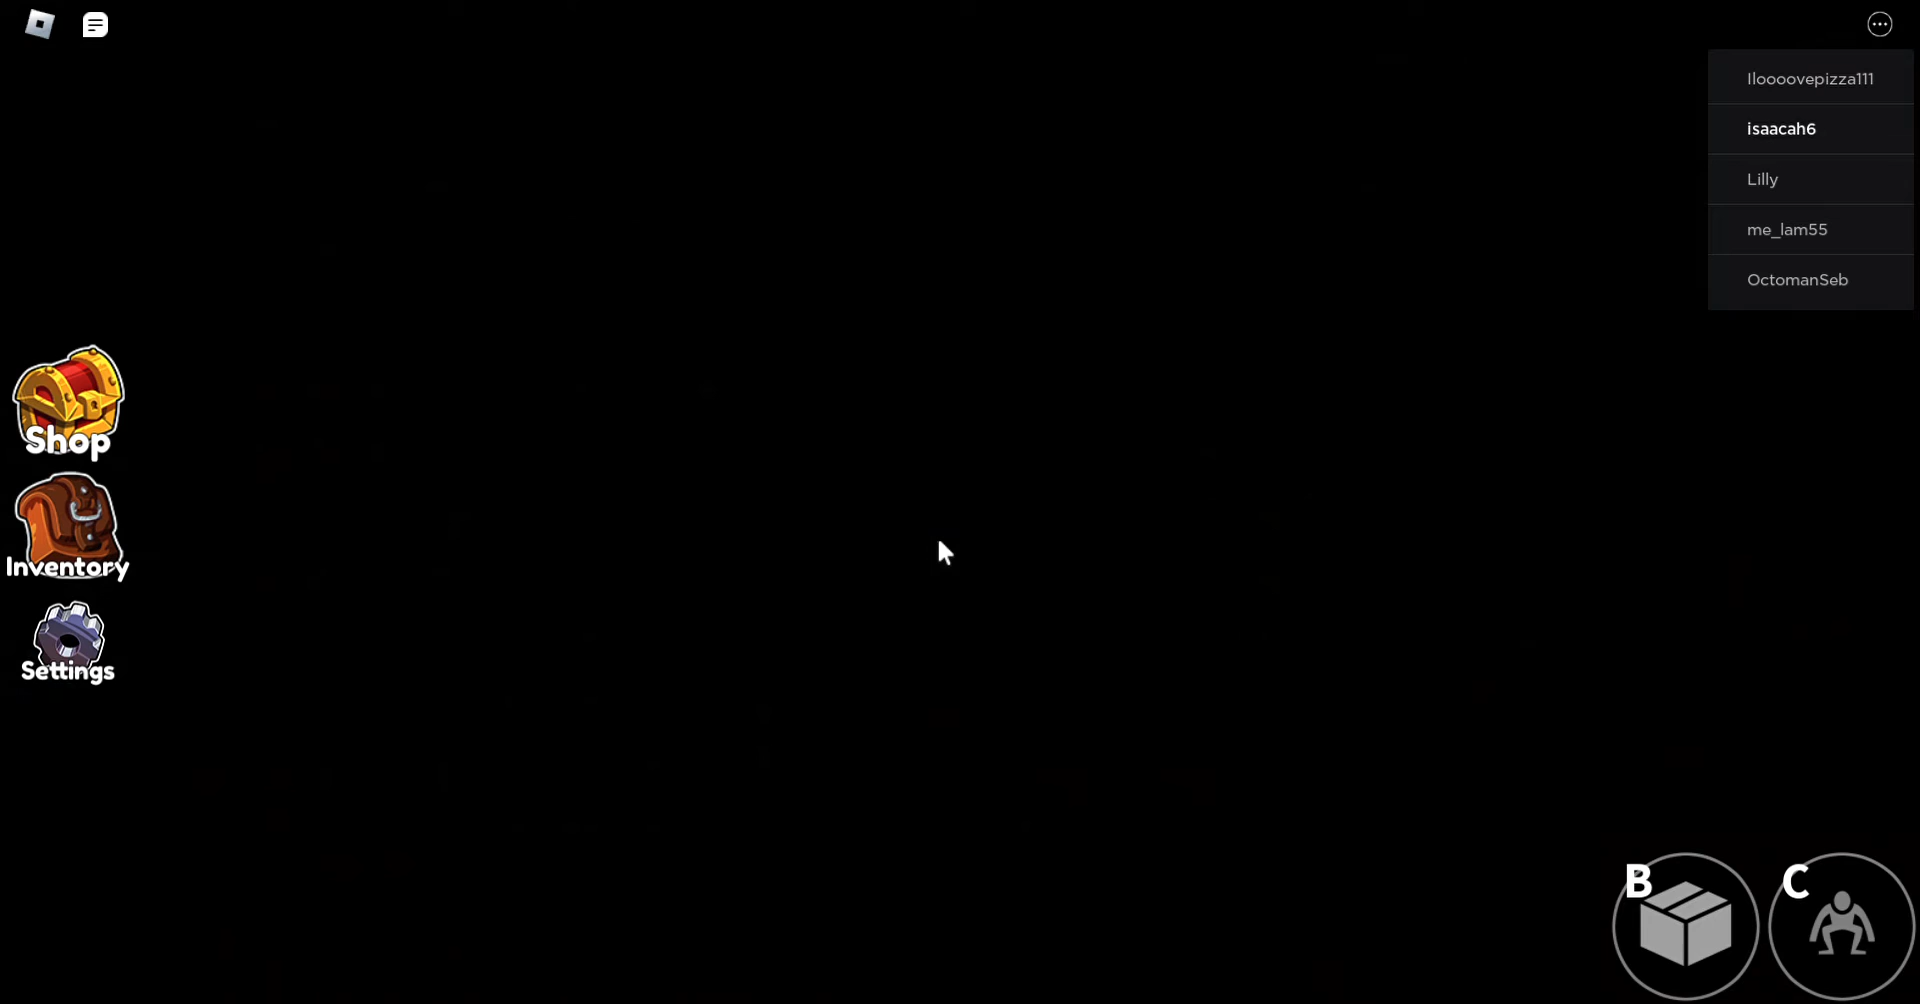 Iloooovepizza111
isaacah6
Lilly
me_lam55
OctomanSeb
Shop
Inventory
Settings
B
C